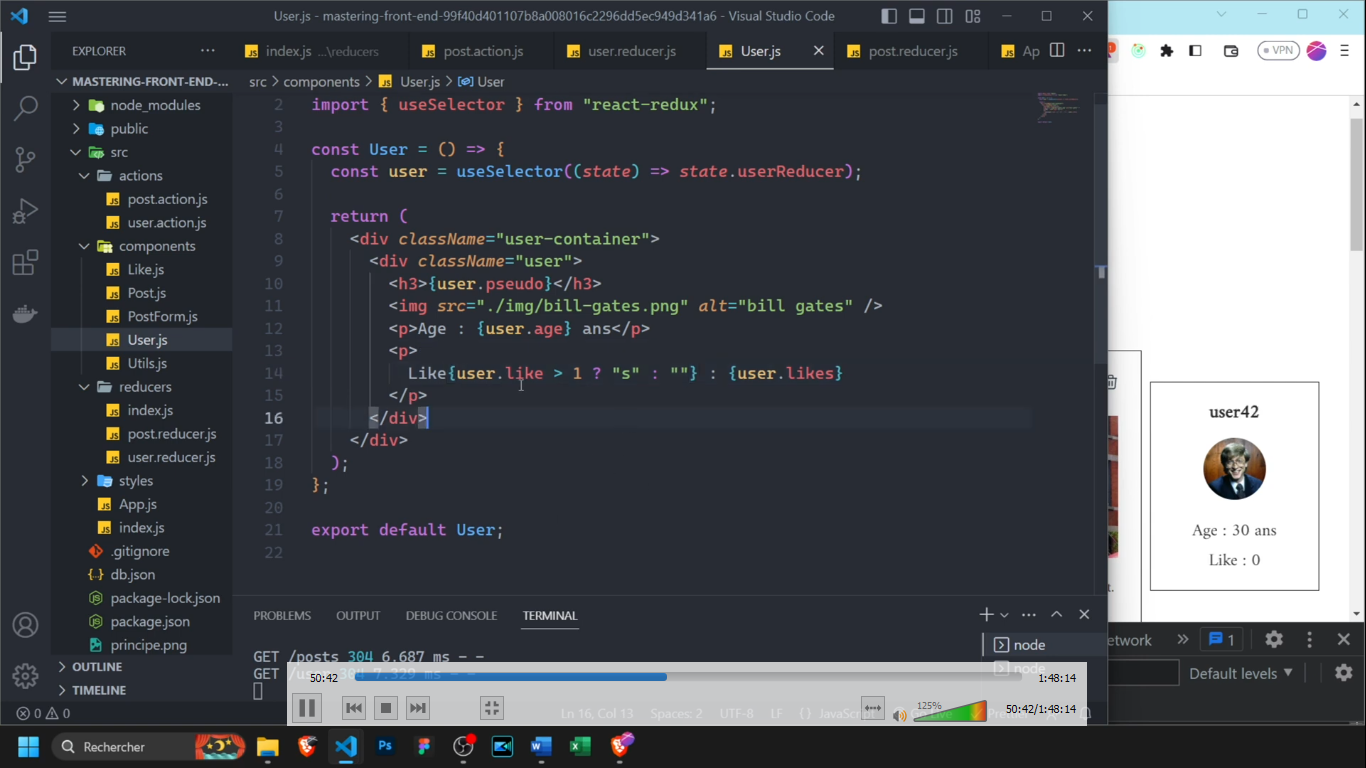 User.js - mastering-front-end-99f40d401107b8a008016c2296dd5ec949d341a6 - Visual Studio Code
EXPLORER
index.js ...\reducers
post.action.js
user.reducer.js
User.js
post.reducer.js
Ap
VPN
MASTERING-FRONT-END-...
src > components > User.js > User
node_modules
public
src
actions
post.action.js
user.action.js
components
Like.js
Post.js
PostForm.js
User.js
Utils.js
reducers
index.js
post.reducer.js
user.reducer.js
styles
App.js
index.js
.gitignore
db.json
package-lock.json
package.json
principe.png
OUTLINE
TIMELINE
2 import { useSelector } from "react-redux";
3
4 const User = () => {
5 const user = useSelector((state) => state.userReducer);
6
7 return (
8 <div className="user-container">
9 <div className="user">
10 <h3>{user.pseudo}</h3>
11 <img src="./img/bill-gates.png" alt="bill gates" />
12 <p>Age : {user.age} ans</p>
13 <p>
14 Like{user.like > 1 ? "s" : ""} : {user.likes}
15 </p>
16 </div>
17 </div>
18 );
19 };
20
21 export default User;
22
user42
Age : 30 ans
Like : 0
t.
PROBLEMS
OUTPUT
DEBUG CONSOLE
TERMINAL
node
node
GET /posts 304 6.687 ms - -
GET /user 304 7.329 ms - -
etwork
1
Default levels
50:42
1:48:14
125%
50:42/1:48:14
0 0
Ln 16, Col 13
Spaces: 2
UTF-8
LF
{ } JavaScript
Rechercher